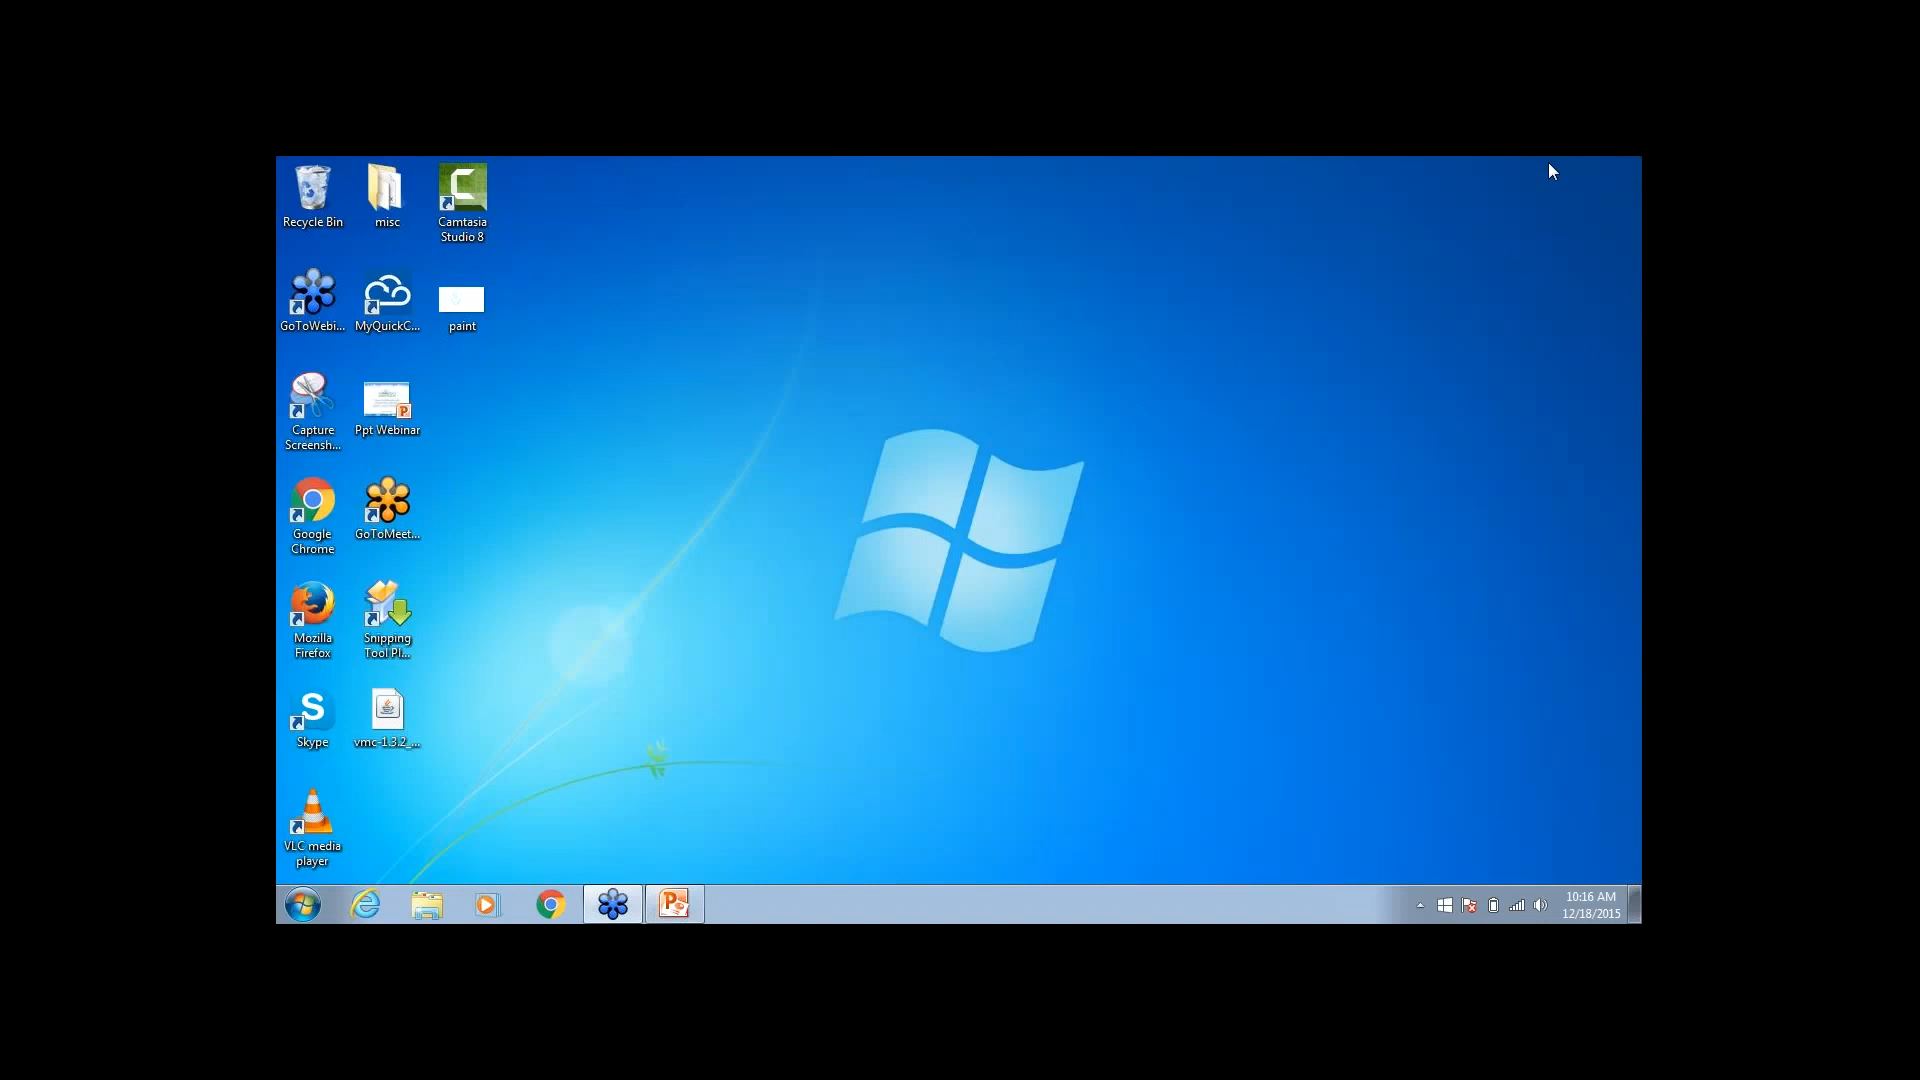 Recycle Bin
misc
Camtasia
Studio 8
GoToWebi...
MyQuickC...
paint
Capture
Screensh...
Ppt Webinar
Google
Chrome
GoToMeet...
Mozilla
Firefox
Snipping
Tool Pl...
Skype
vmc-1.3.2_...
VLC media
player
10:16 AM
12/18/2015